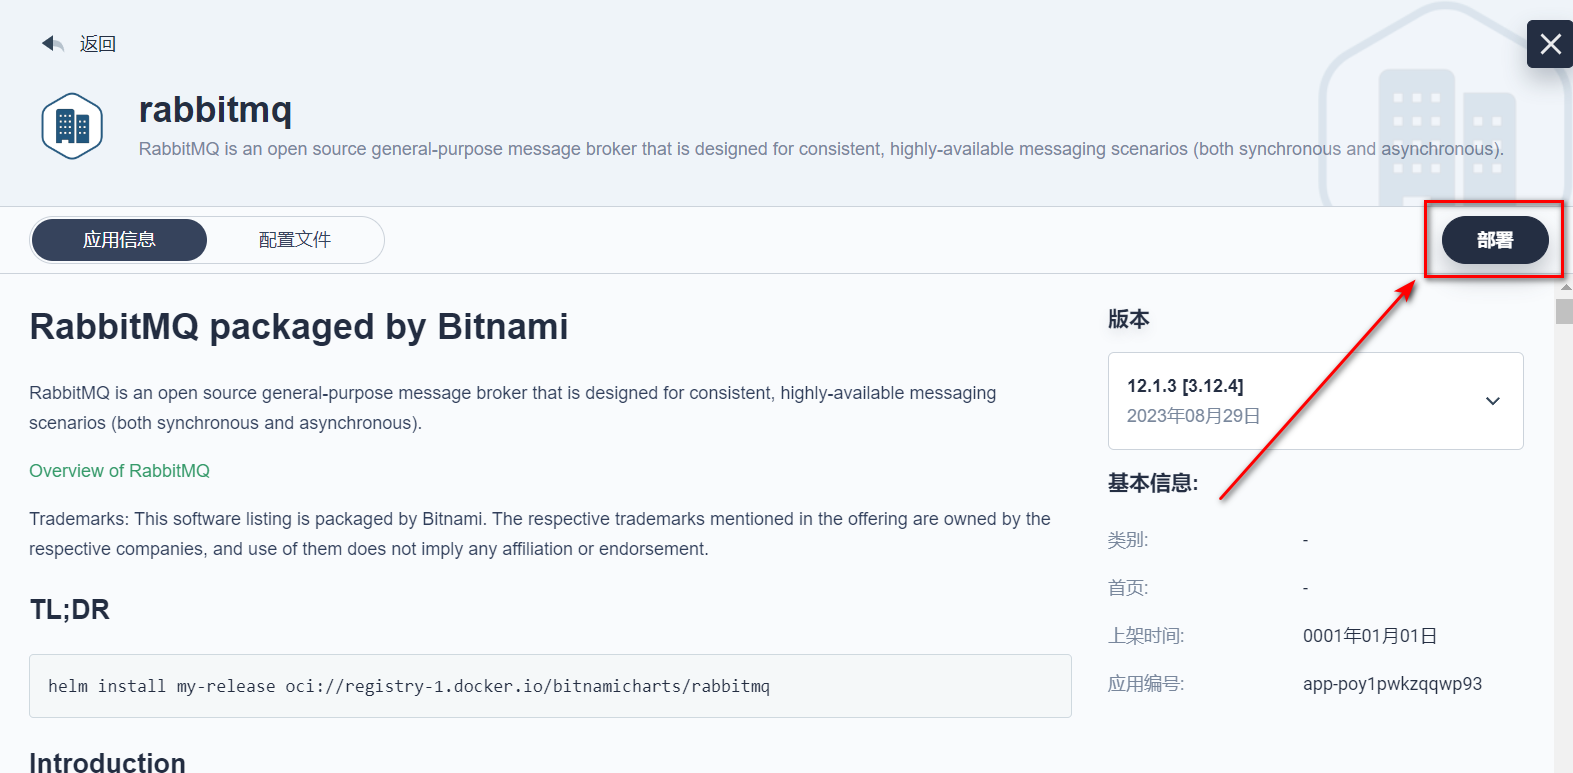 返回
rabbitmq
RabbitMQ is an open source general-purpose message broker that is designed for consistent, highly-available messaging scenarios (both synchronous and asynchronous).
应用信息
配置文件
部署
RabbitMQ packaged by Bitnami
RabbitMQ is an open source general-purpose message broker that is designed for consistent, highly-available messaging
scenarios (both synchronous and asynchronous).
Overview of RabbitMQ
Trademarks: This software listing is packaged by Bitnami. The respective trademarks mentioned in the offering are owned by the
respective companies, and use of them does not imply any affiliation or endorsement.
TL;DR
helm install my-release oci://registry-1.docker.io/bitnamicharts/rabbitmq
Introduction
版本
12.1.3 [3.12.4]
2023年08月29日
基本信息:
类别: -
首页: -
上架时间: 0001年01月01日
应用编号: app-poy1pwkzqqwp93